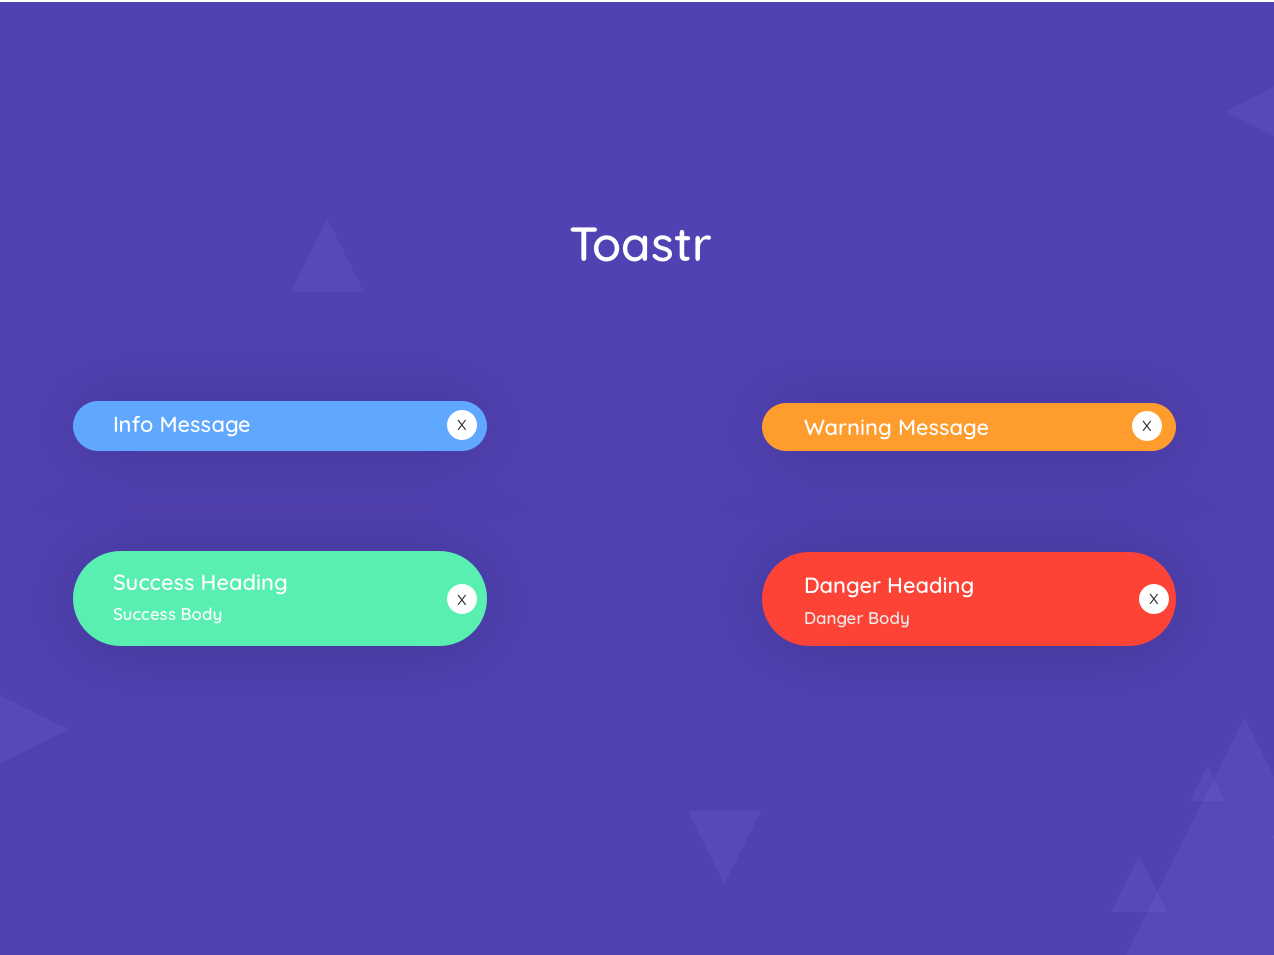 Toastr
Info Message
X
Warning Message
X
Success Heading
Success Body
X
Danger Heading
Danger Body
X